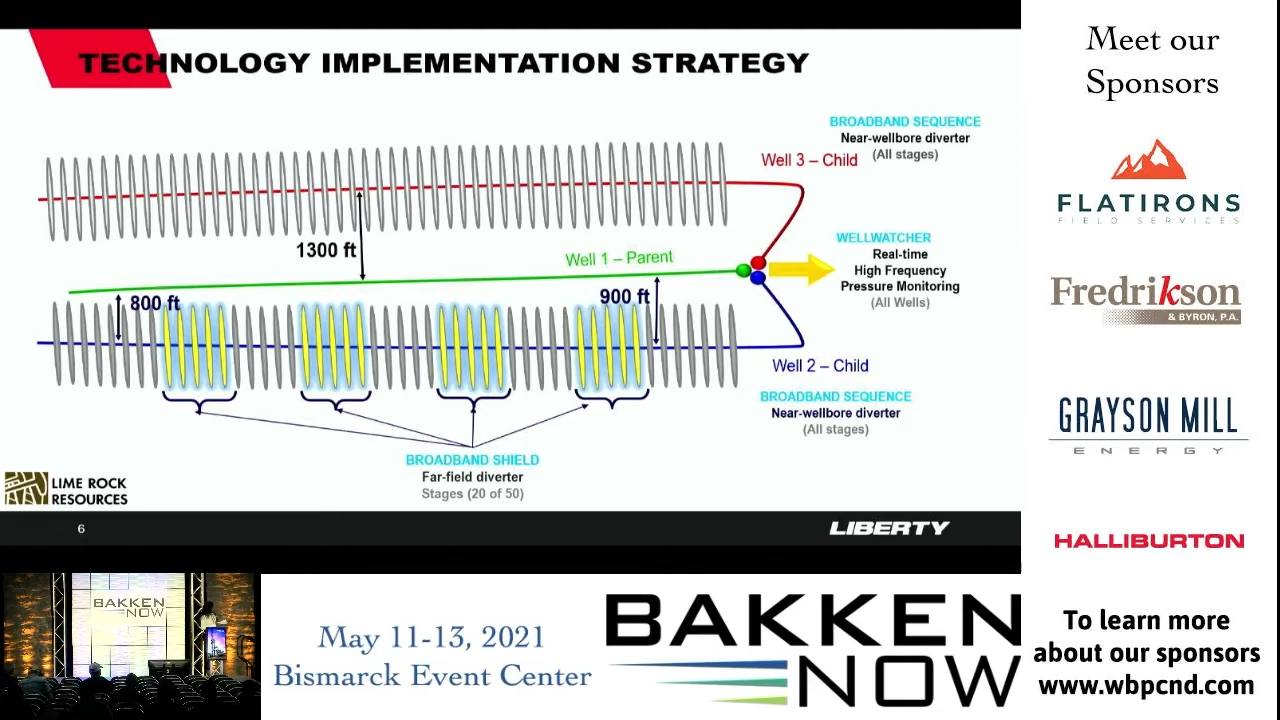 TECHNOLOGY IMPLEMENTATION STRATEGY
BROADBAND SEQUENCE
Near-wellbore diverter
(All stages)
Well 3 – Child
1300 ft
Well 1 – Parent
WELLWATCHER
Real-time
High Frequency
Pressure Monitoring
(All Wells)
800 ft
900 ft
Well 2 – Child
BROADBAND SEQUENCE
Near-wellbore diverter
(All stages)
BROADBAND SHIELD
Far-field diverter
Stages (20 of 50)
LIME ROCK
RESOURCES
6
LIBERTY
Meet our
Sponsors
FLATIRONS
FIELD SERVICES
Fredrikson
& BYRON, P.A.
GRAYSON MILL
ENERGY
HALLIBURTON
To learn more
about our sponsors
www.wbpcnd.com
BAKKEN
NOW
May 11-13, 2021
Bismarck Event Center
BAKKEN
NOW